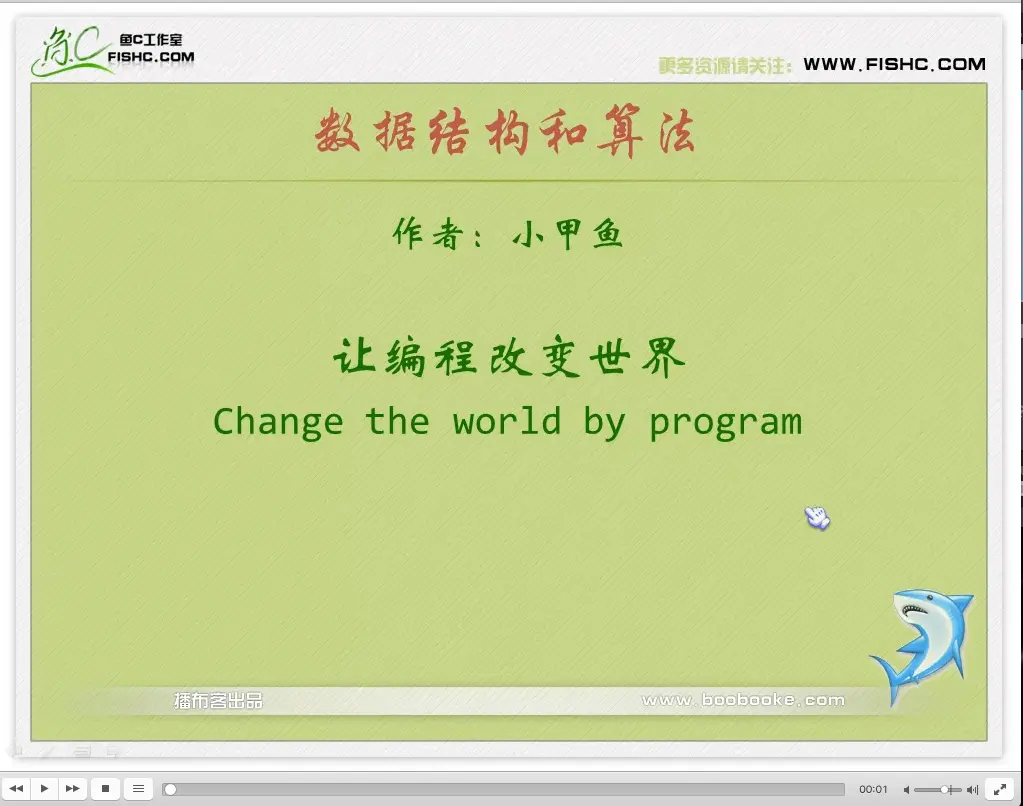 鱼C
鱼C工作室
FISHC.COM
更多资源请关注：WWW.FISHC.COM
数据结构和算法
作者：小甲鱼
让编程改变世界
Change the world by program
播布客出品
www.boobooke.com
00:01